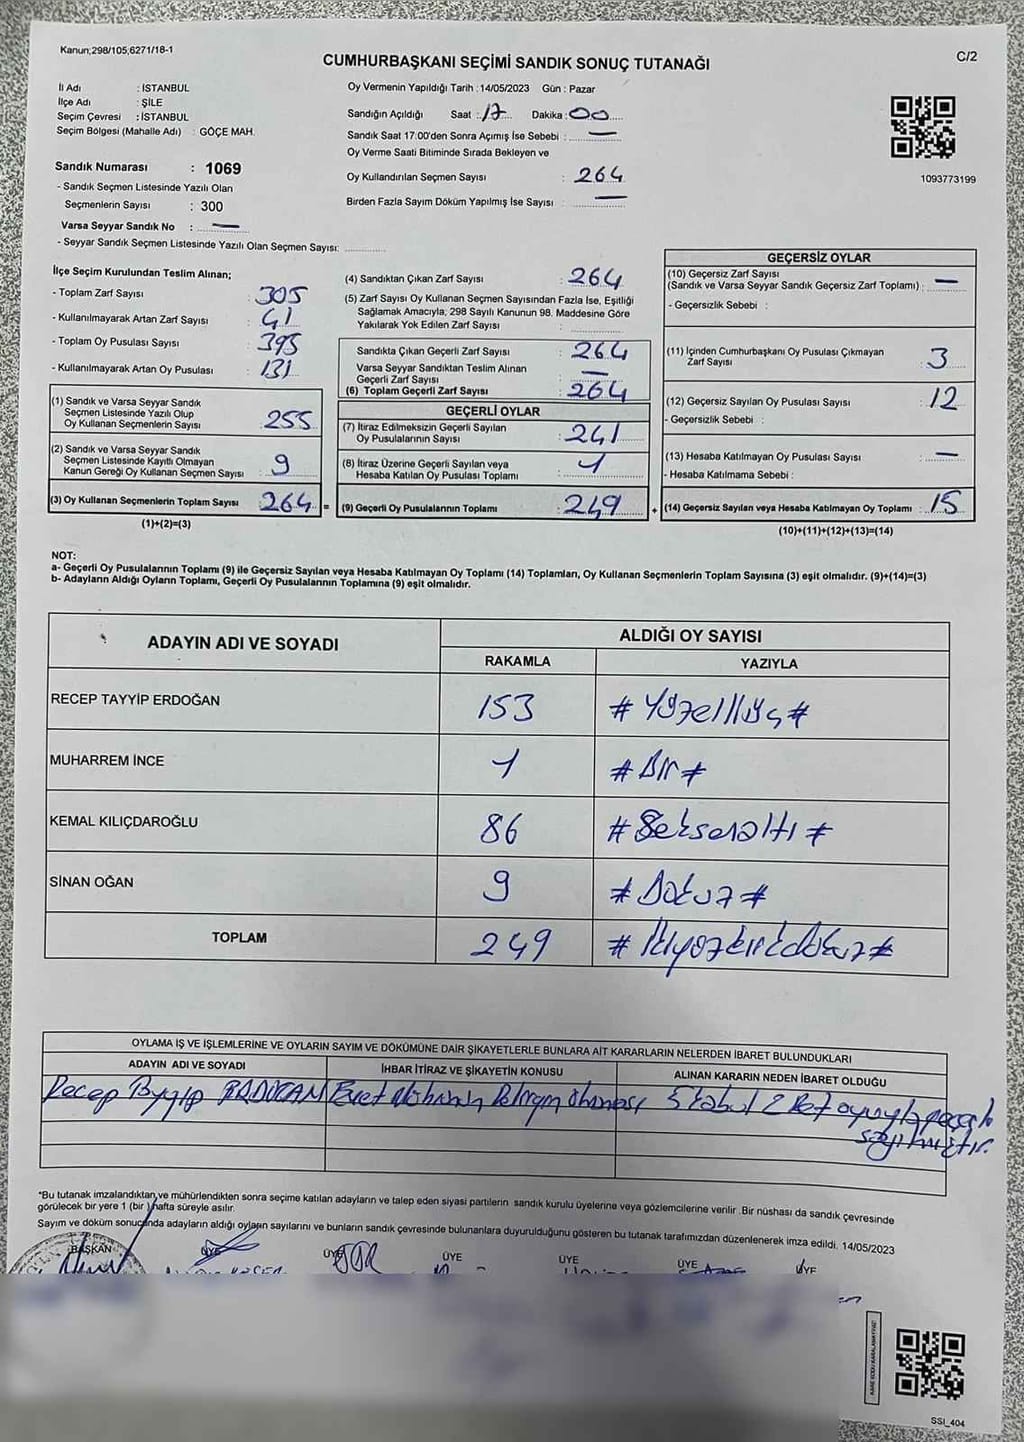 Kanun;298/105;6271/18-1
CUMHURBAŞKANI SEÇİMİ SANDIK SONUÇ TUTANAĞI
C/2
İl Adı : İSTANBUL
İlçe Adı : ŞİLE
Seçim Çevresi : İSTANBUL
Seçim Bölgesi (Mahalle Adı) : GÖÇE MAH.
Sandık Numarası : 1069
- Sandık Seçmen Listesinde Yazılı Olan
Seçmenlerin Sayısı : 300
Varsa Seyyar Sandık No : —
- Seyyar Sandık Seçmen Listesinde Yazılı Olan Seçmen Sayısı:
Oy Vermenin Yapıldığı Tarih : 14/05/2023 Gün : Pazar
Sandığın Açıldığı Saat : 17 Dakika : 00
Sandık Saat 17:00'den Sonra Açımış İse Sebebi : —
Oy Verme Saati Bitiminde Sırada Bekleyen ve
Oy Kullandırılan Seçmen Sayısı : 264
Birden Fazla Sayım Döküm Yapılmış İse Sayısı : —
1093773199
İlçe Seçim Kurulundan Teslim Alınan;
- Toplam Zarf Sayısı : 305
- Kullanılmayarak Artan Zarf Sayısı : 41
- Toplam Oy Pusulası Sayısı : 395
- Kullanılmayarak Artan Oy Pusulası : 131
(1) Sandık ve Varsa Seyyar Sandık
Seçmen Listesinde Yazılı Olup
Oy Kullanan Seçmenlerin Sayısı : 255
(2) Sandık ve Varsa Seyyar Sandık
Seçmen Listesinde Kayıtlı Olmayan
Kanun Gereği Oy Kullanan Seçmen Sayısı : 9
(3) Oy Kullanan Seçmenlerin Toplam Sayısı : 264 =
(1)+(2)=(3)
(4) Sandıktan Çıkan Zarf Sayısı : 264
(5) Zarf Sayısı Oy Kullanan Seçmen Sayısından Fazla İse, Eşitliği
Sağlamak Amacıyla, 298 Sayılı Kanunun 98. Maddesine Göre
Yakılarak Yok Edilen Zarf Sayısı :
Sandıkta Çıkan Geçerli Zarf Sayısı : 264
Varsa Seyyar Sandıktan Teslim Alınan
Geçerli Zarf Sayısı : —
(6) Toplam Geçerli Zarf Sayısı : 264
GEÇERLİ OYLAR
(7) İtiraz Edilmeksizin Geçerli Sayılan
Oy Pusulalarının Sayısı : 241
(8) İtiraz Üzerine Geçerli Sayılan veya
Hesaba Katılan Oy Pusulası Toplamı : 1
(9) Geçerli Oy Pusulalarının Toplamı : 249 +
GEÇERSİZ OYLAR
(10) Geçersiz Zarf Sayısı
(Sandık ve Varsa Seyyar Sandık Geçersiz Zarf Toplamı) : —
- Geçersizlik Sebebi :
(11) İçinden Cumhurbaşkanı Oy Pusulası Çıkmayan
Zarf Sayısı : 3
(12) Geçersiz Sayılan Oy Pusulası Sayısı : 12
- Geçersizlik Sebebi :
(13) Hesaba Katılmayan Oy Pusulası Sayısı : —
- Hesaba Katılmama Sebebi :
(14) Geçersiz Sayılan veya Hesaba Katılmayan Oy Toplamı : 15
(10)+(11)+(12)+(13)=(14)
NOT:
a- Geçerli Oy Pusulalarının Toplamı (9) ile Geçersiz Sayılan veya Hesaba Katılmayan Oy Toplamı (14) Toplamları, Oy Kullanan Seçmenlerin Toplam Sayısına (3) eşit olmalıdır. (9)+(14)=(3)
b- Adayların Aldığı Oyların Toplamı, Geçerli Oy Pusulalarının Toplamına (9) eşit olmalıdır.
ADAYIN ADI VE SOYADI
ALDIĞI OY SAYISI
RAKAMLA YAZIYLA
RECEP TAYYİP ERDOĞAN 153 # Yüzelliüç #
MUHARREM İNCE 1 # Bir #
KEMAL KILIÇDAROĞLU 86 # Seksenaltı #
SİNAN OĞAN 9 # Dokuz #
TOPLAM 249 # İkiyüzkırkdokuz #
OYLAMA İŞ VE İŞLEMLERİNE VE OYLARIN SAYIM VE DÖKÜMÜNE DAİR ŞİKAYETLERLE BUNLARA AİT KARARLARIN NELERDEN İBARET BULUNDUKLARI
ADAYIN ADI VE SOYADI İHBAR İTİRAZ VE ŞİKAYETİN KONUSU ALINAN KARARIN NEDEN İBARET OLDUĞU
Recep Tayyip ERDOĞAN 5 kabul 2 Ret oyuyla geçerli
sayılmıştır.
*Bu tutanak imzalandıktan ve mühürlendikten sonra seçime katılan adayların ve talep eden siyasi partilerin sandık kurulu üyelerine veya gözlemcilerine verilir .Bir nüshası da sandık çevresinde
görülecek bir yere 1 (bir ) hafta süreyle asılır.
Sayım ve döküm sonucunda adayların aldığı oyların sayılarını ve bunların sandık çevresinde bulunanlara duyurulduğunu gösteren bu tutanak tarafımızdan düzenlenerek imza edildi. 14/05/2023
BAŞKAN ÜYE ÜYE ÜYE ÜYE ÜYE ÜYE
KARE KODU KARALAMAYINIZ!
SSI_404